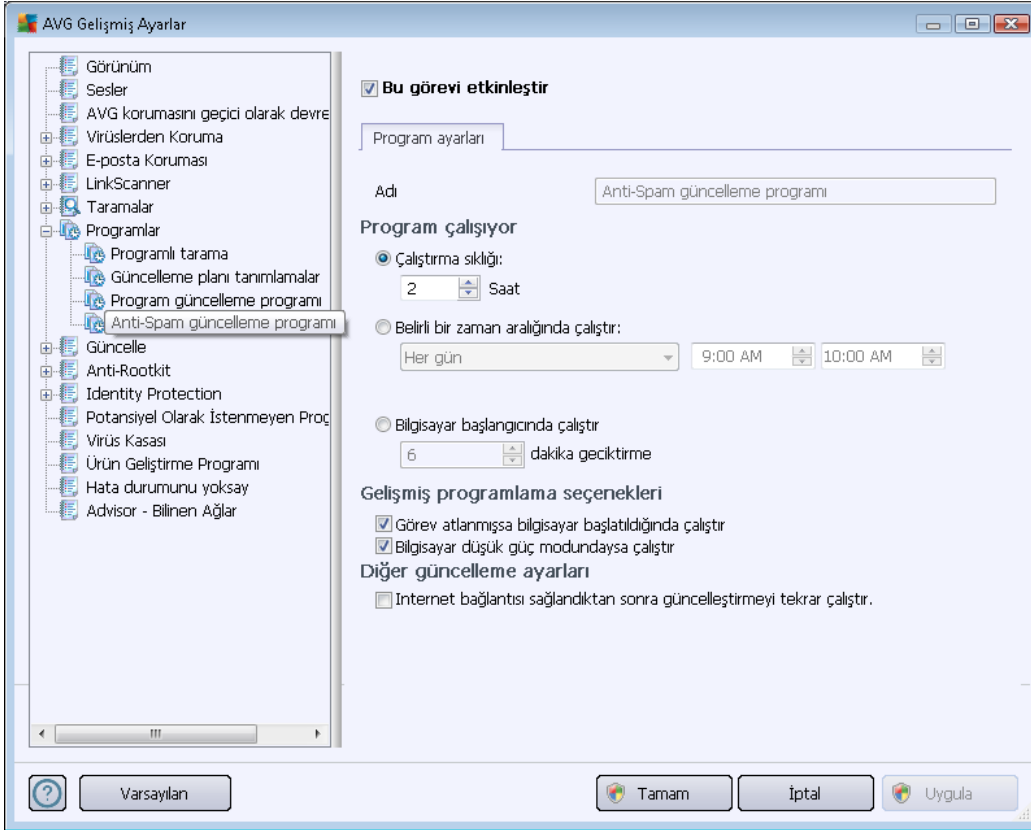 AVG Gelişmiş Ayarlar
Görünüm
Sesler
AVG korumasını geçici olarak devre
Virüslerden Koruma
E-posta Koruması
LinkScanner
Taramalar
Programlar
Programlı tarama
Güncelleme planı tanımlamalar
Program güncelleme programı
Anti-Spam güncelleme programı
Güncelle
Anti-Rootkit
Identity Protection
Potansiyel Olarak İstenmeyen Prog
Virüs Kasası
Ürün Geliştirme Programı
Hata durumunu yoksay
Advisor - Bilinen Ağlar
Bu görevi etkinleştir
Program ayarları
Adı Anti-Spam güncelleme programı
Program çalışıyor
Çalıştırma sıklığı:
2 Saat
Belirli bir zaman aralığında çalıştır:
Her gün 9:00 AM 10:00 AM
Bilgisayar başlangıcında çalıştır
6 dakika geciktirme
Gelişmiş programlama seçenekleri
Görev atlanmışsa bilgisayar başlatıldığında çalıştır
Bilgisayar düşük güç modundaysa çalıştır
Diğer güncelleme ayarları
Internet bağlantısı sağlandıktan sonra güncelleştirmeyi tekrar çalıştır.
Varsayılan Tamam İptal Uygula